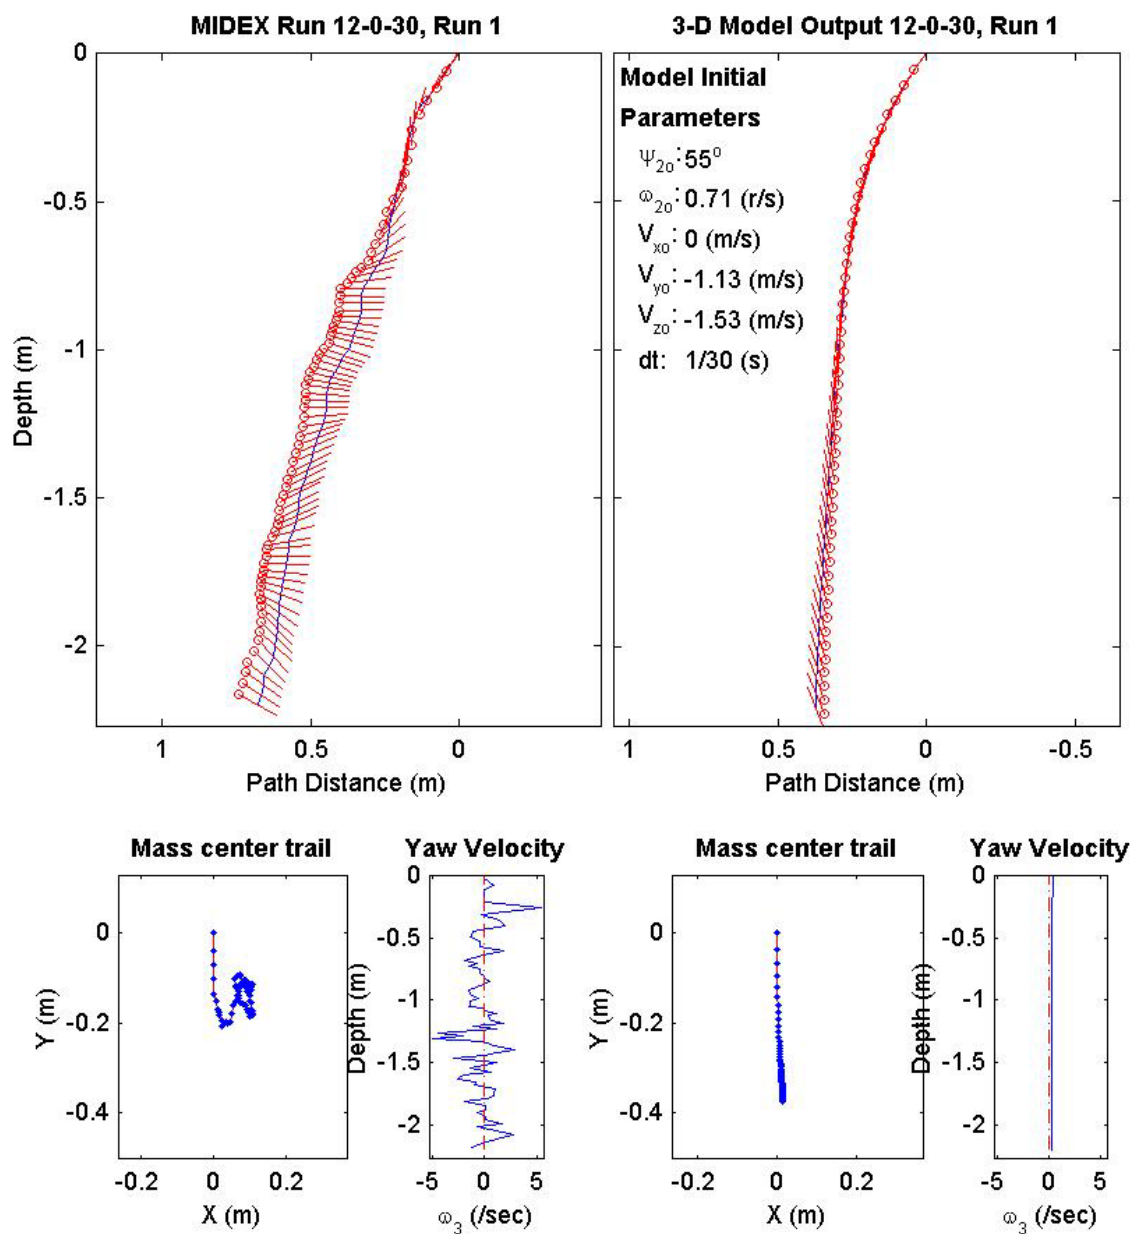 MIDEX Run 12-0-30, Run 1
3-D Model Output 12-0-30, Run 1
0
-0.5
-1
-1.5
-2
Depth (m)
1
0.5
0
Path Distance (m)
Model Initial
Parameters
Ψ2o: 55o
ω2o: 0.71 (r/s)
Vxo: 0 (m/s)
Vyo: -1.13 (m/s)
Vzo: -1.53 (m/s)
dt: 1/30 (s)
1
0.5
0
-0.5
Path Distance (m)
Mass center trail
0
-0.2
-0.4
Y (m)
-0.2
0
0.2
X (m)
Yaw Velocity
0
-0.5
-1
-1.5
-2
Depth (m)
-5
0
5
ω3 (/sec)
Mass center trail
0
-0.2
-0.4
Y (m)
-0.2
0
0.2
X (m)
Yaw Velocity
0
-0.5
-1
-1.5
-2
Depth (m)
-5
0
5
ω3 (/sec)